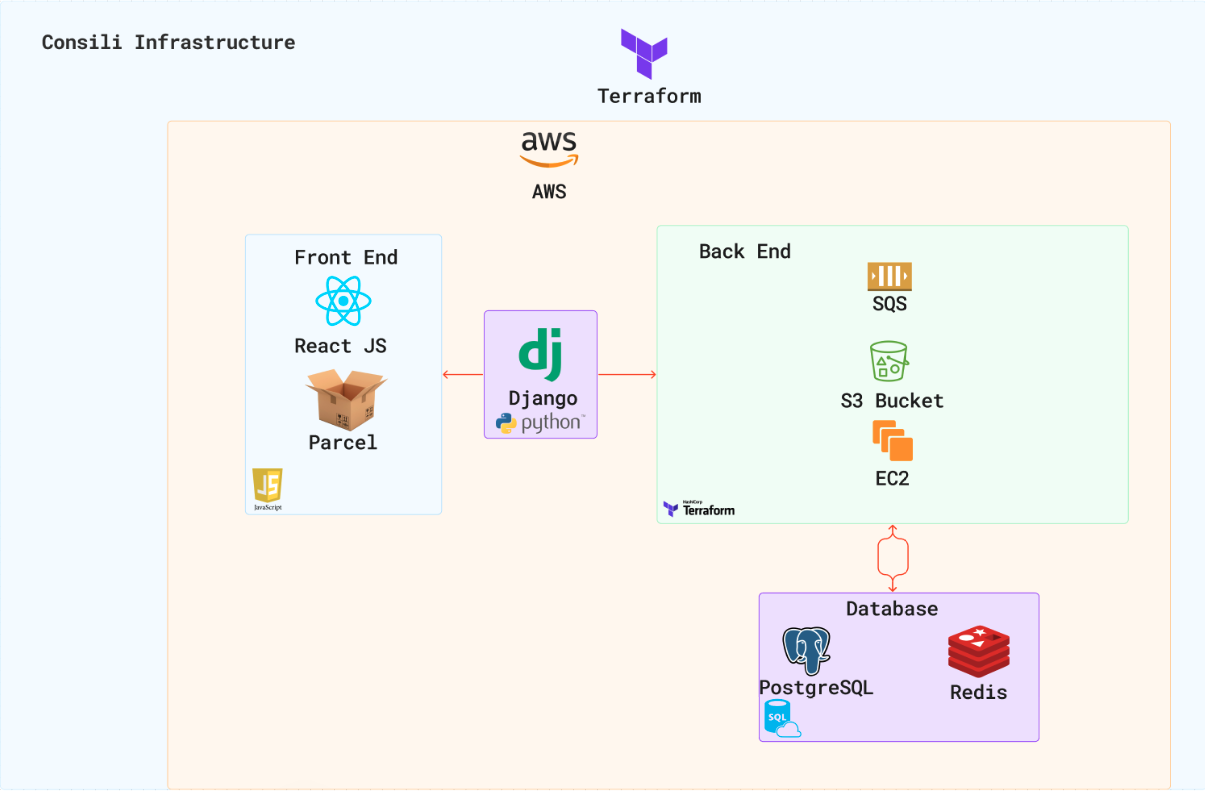 Consili Infrastructure
Terraform
aws
AWS
Front End
React JS
Parcel
JS
JavaScript
dj
Django
python™
Back End
SQS
S3 Bucket
EC2
HashiCorp
Terraform
Database
PostgreSQL
Redis
SQL